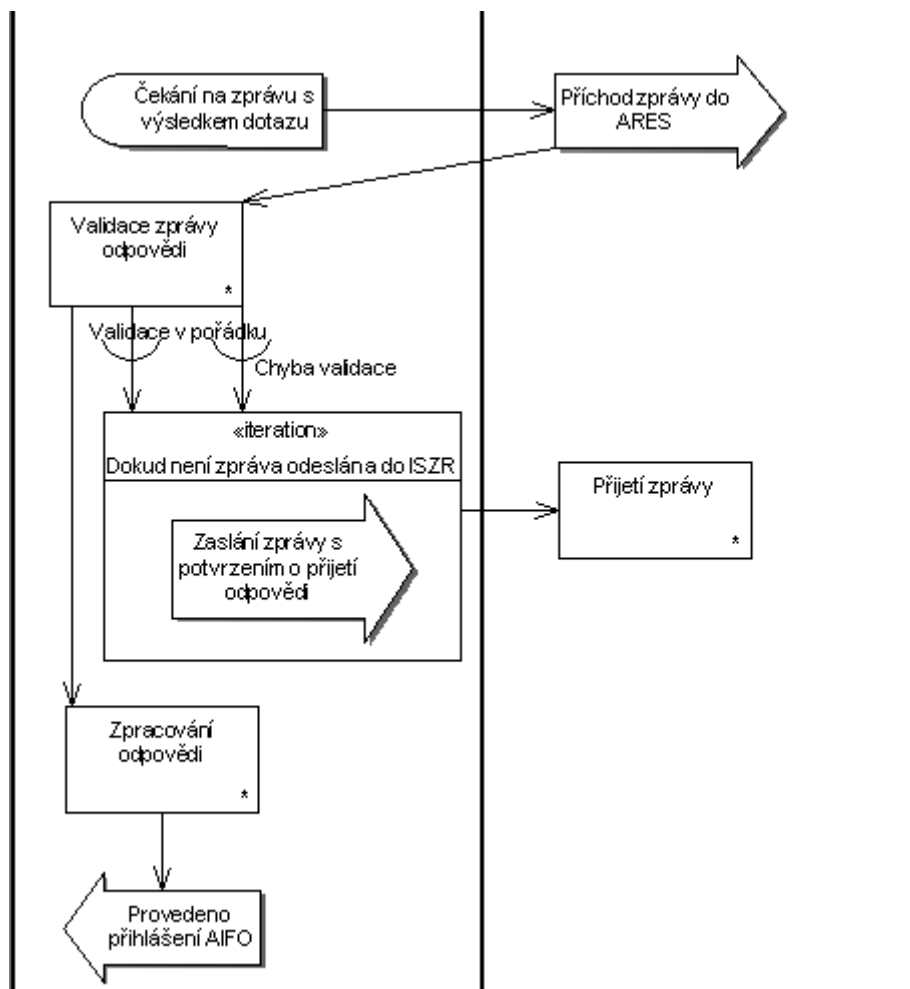 Čekání na zprávu s
výsledkem dotazu
Příchod zprávy do
ARES
Validace zprávy
odpovědi
*
Validace v pořádku
Chyba validace
«iteration»
Dokud není zpráva odeslána do ISZR
Zaslání zprávy s
potvrzením o přijetí
odpovědi
Přijetí zprávy
*
Zpracování
odpovědi
*
Provedeno
přihlášení AIFO